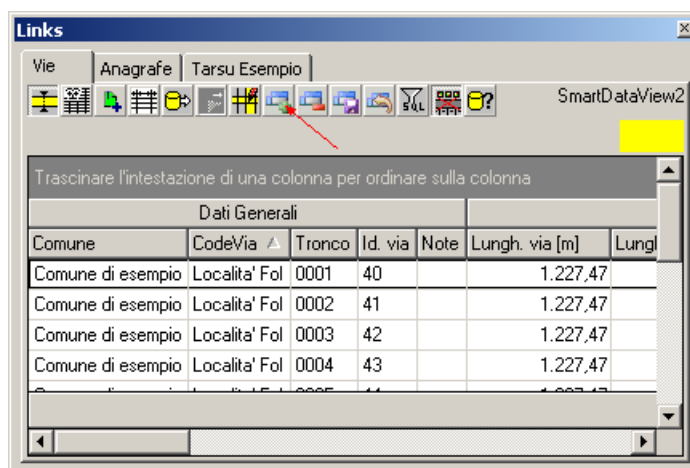 Links
Vie Anagrafe Tarsu Esempio
SQL SmartDataView2
Trascinare l'intestazione di una colonna per ordinare sulla colonna
Dati Generali
Comune CodeVia Tronco Id. via Note Lungh. via [m] Lungl
Comune di esempio Localita' Fol 0001 40 1.227,47
Comune di esempio Localita' Fol 0002 41 1.227,47
Comune di esempio Localita' Fol 0003 42 1.227,47
Comune di esempio Localita' Fol 0004 43 1.227,47